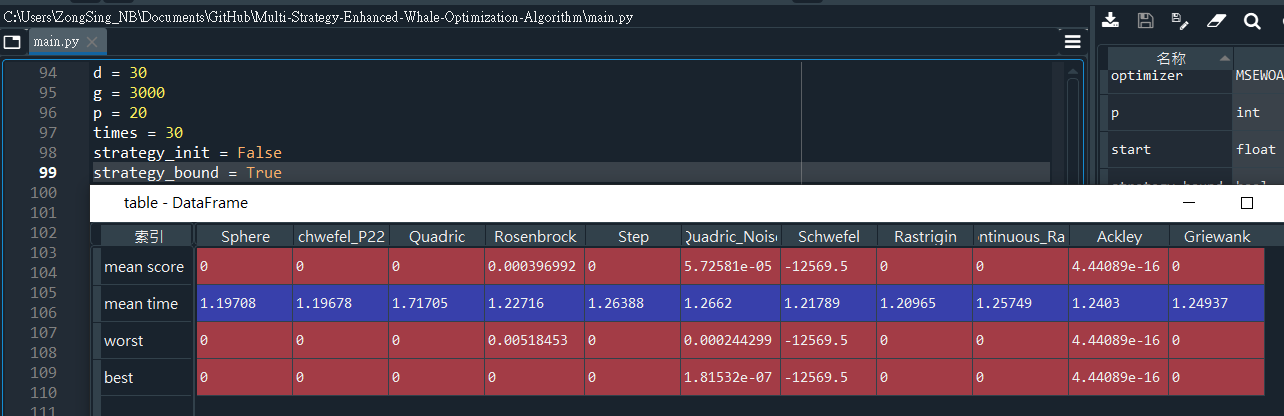 C:\Users\ZongSing_NB\Documents\GitHub\Multi-Strategy-Enhanced-Whale-Optimization-Algorithm\main.py
main.py
94 d = 30
95 g = 3000
96 p = 20
97 times = 30
98 strategy_init = False
99 strategy_bound = True
100
101
102
103
104
105
106
107
108
109
110
111
名称
optimizer MSEWOA
p int
start float
table - DataFrame
索引 Sphere chwefel_P22 Quadric Rosenbrock Step Quadric_Noise Schwefel Rastrigin ntinuous_Ra Ackley Griewank
mean score 0 0 0 0.000396992 0 5.72581e-05 -12569.5 0 0 4.44089e-16 0
mean time 1.19708 1.19678 1.71705 1.22716 1.26388 1.2662 1.21789 1.20965 1.25749 1.2403 1.24937
worst 0 0 0 0.00518453 0 0.000244299 -12569.5 0 0 4.44089e-16 0
best 0 0 0 0 0 1.81532e-07 -12569.5 0 0 4.44089e-16 0